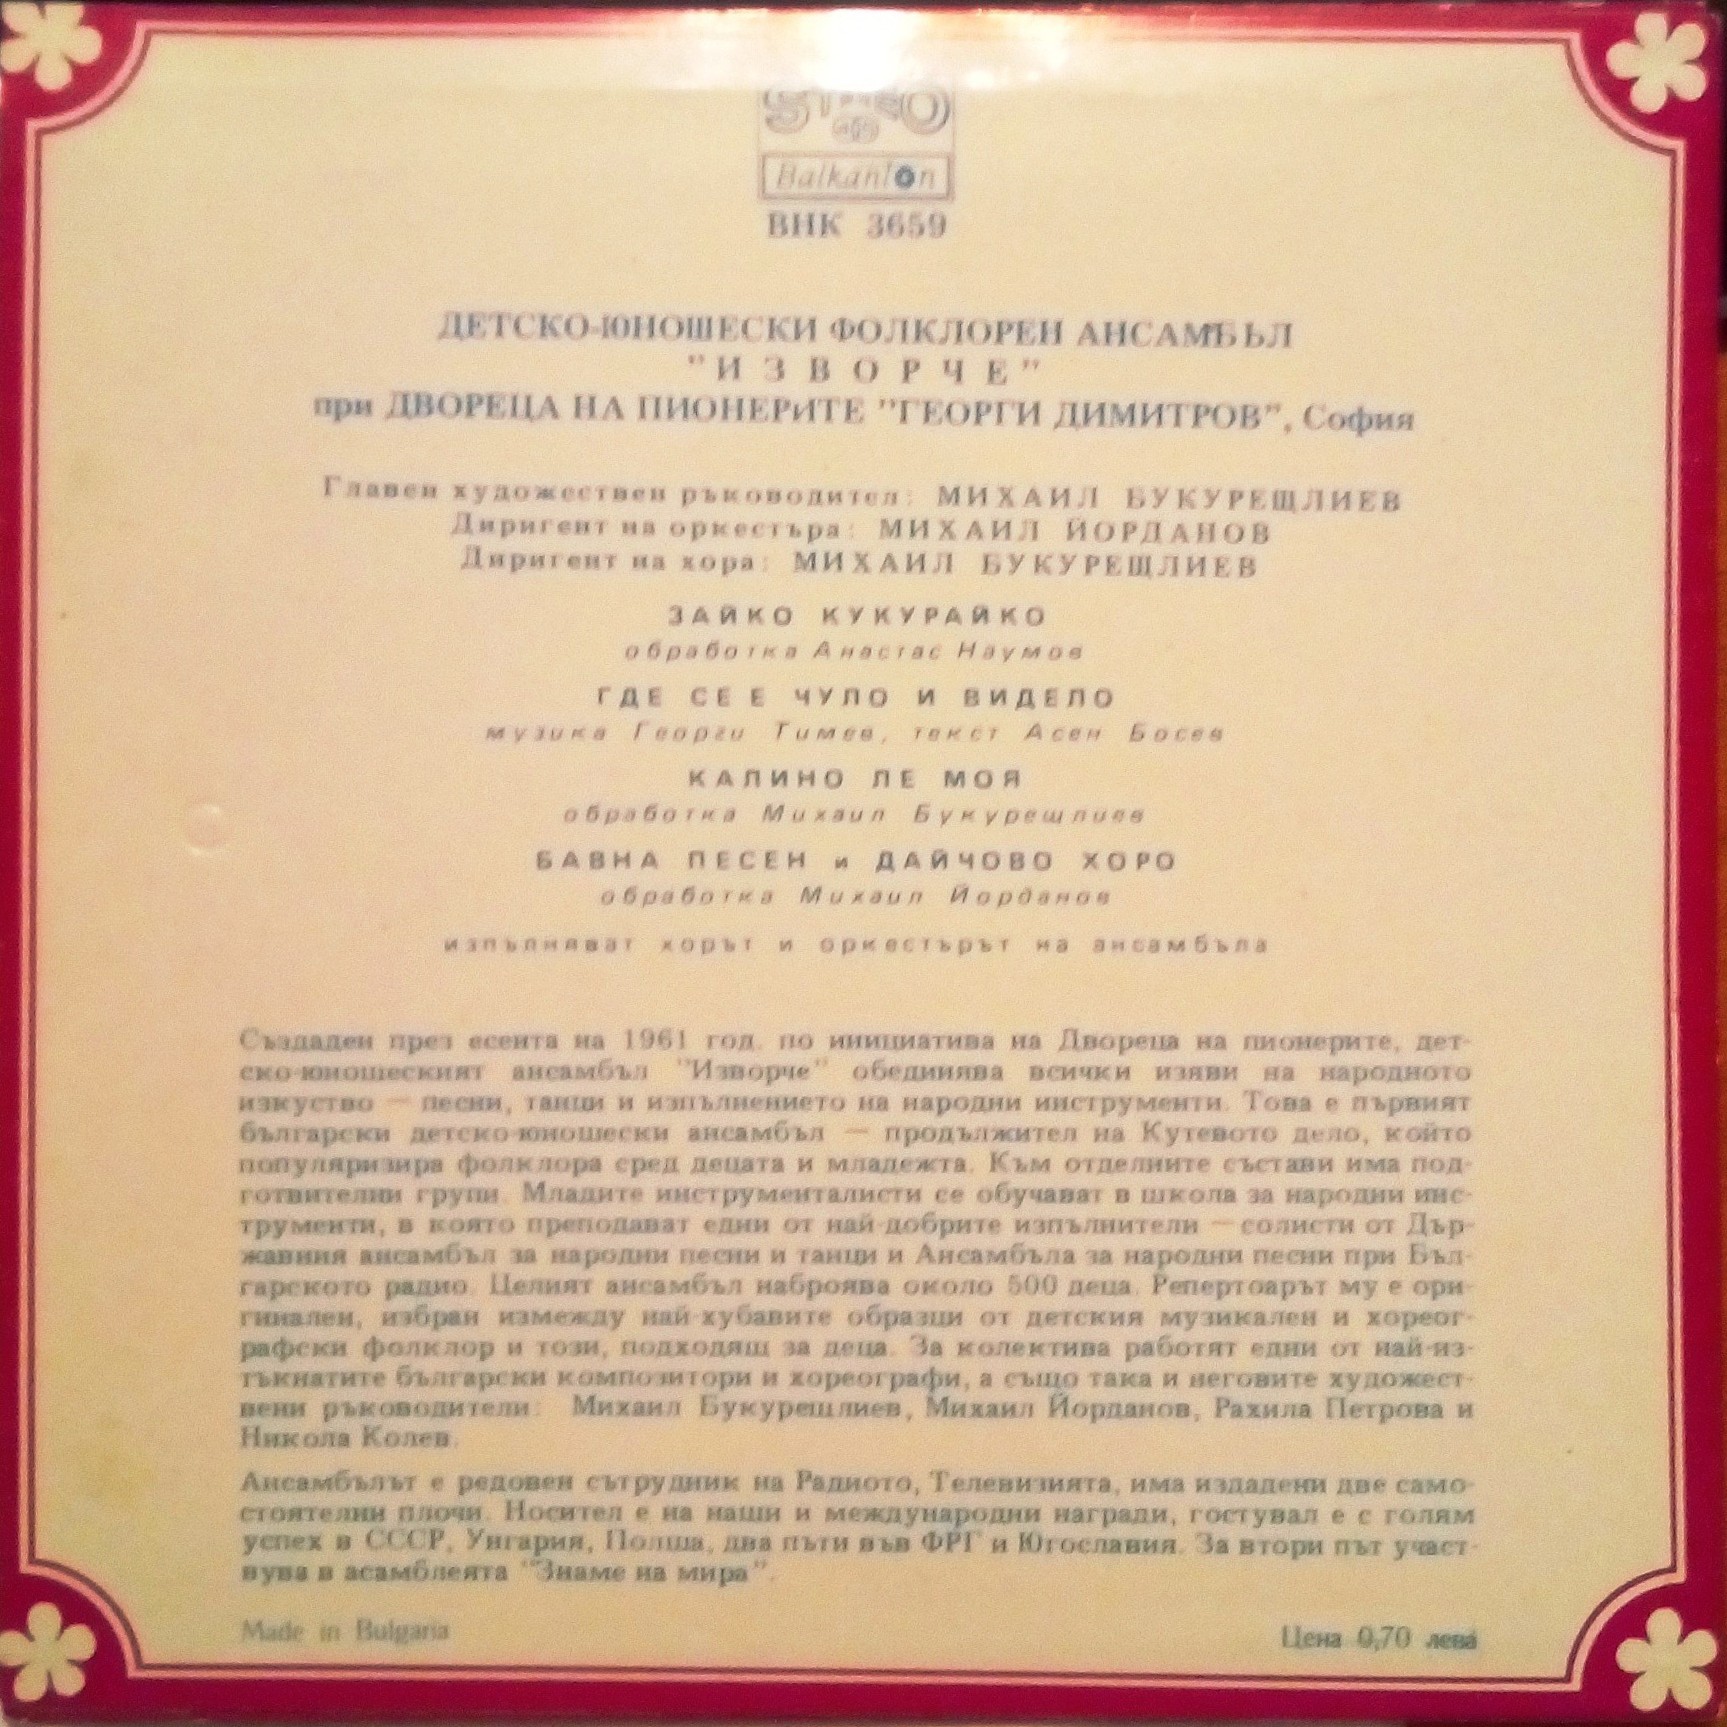 STEREO
Balkanton
ВНК 3659
ДЕТСКО-ЮНОШЕСКИ ФОЛКЛОРЕН АНСАМБЪЛ
"ИЗВОРЧЕ"
при ДВОРЕЦА НА ПИОНЕРИТЕ "ГЕОРГИ ДИМИТРОВ", София
Главен художествен ръководител: МИХАИЛ БУКУРЕЩЛИЕВ
Диригент на оркестъра: МИХАИЛ ЙОРДАНОВ
Диригент на хора: МИХАИЛ БУКУРЕЩЛИЕВ
ЗАЙКО КУКУРАЙКО
обработка Анастас Наумов
ГДЕ СЕ Е ЧУЛО И ВИДЕЛО
музика Георги Тимев, текст Асен Босев
КАЛИНО ЛЕ МОЯ
обработка Михаил Букурещлиев
БАВНА ПЕСЕН и ДАЙЧОВО ХОРО
обработка Михаил Йорданов
изпълняват хорът и оркестърът на ансамбъла
Създаден през есента на 1961 год. по инициатива на Двореца на пионерите, дет-
ско-юношеският ансамбъл "Изворче" обединява всички изяви на народното
изкуство — песни, танци и изпълнението на народни инструменти. Това е първият
български детско-юношески ансамбъл — продължител на Кутевото дело, който
популяризира фолклора сред децата и младежта. Към отделните състави има под-
готвителни групи. Младите инструменталисти се обучават в школа за народни инс-
трументи, в която преподават едни от най-добрите изпълнители — солисти от Дър-
жавния ансамбъл за народни песни и танци и Ансамбъла за народни песни при Бъл-
гарското радио. Целият ансамбъл наброява около 500 деца. Репертоарът му е ори-
гинален, избран измежду най-хубавите образци от детския музикален и хореог-
рафски фолклор и този, подходящ за деца. За колектива работят едни от най-из-
тъкнатите български композитори и хореографи, а също така и неговите художест-
вени ръководители: Михаил Букурещлиев, Михаил Йорданов, Рахила Петрова и
Никола Колев.
Ансамбълът е редовен сътрудник на Радиото, Телевизията, има издадени две само-
стоятелни плочи. Носител е на наши и международни награди, гостувал е с голям
успех в СССР, Унгария, Полша, два пъти във ФРГ и Югославия. За втори път участ-
вува в асамблеята "Знаме на мира".
Made in Bulgaria
Цена 0,70 лева